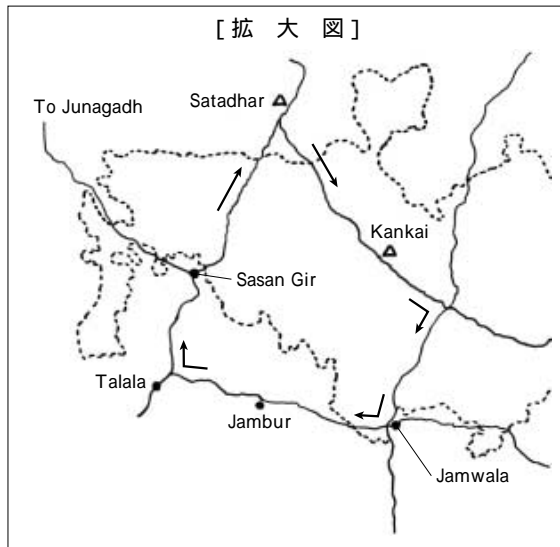 [拡 大 図]
Satadhar
To Junagadh
Kankai
Sasan Gir
Talala
Jambur
Jamwala